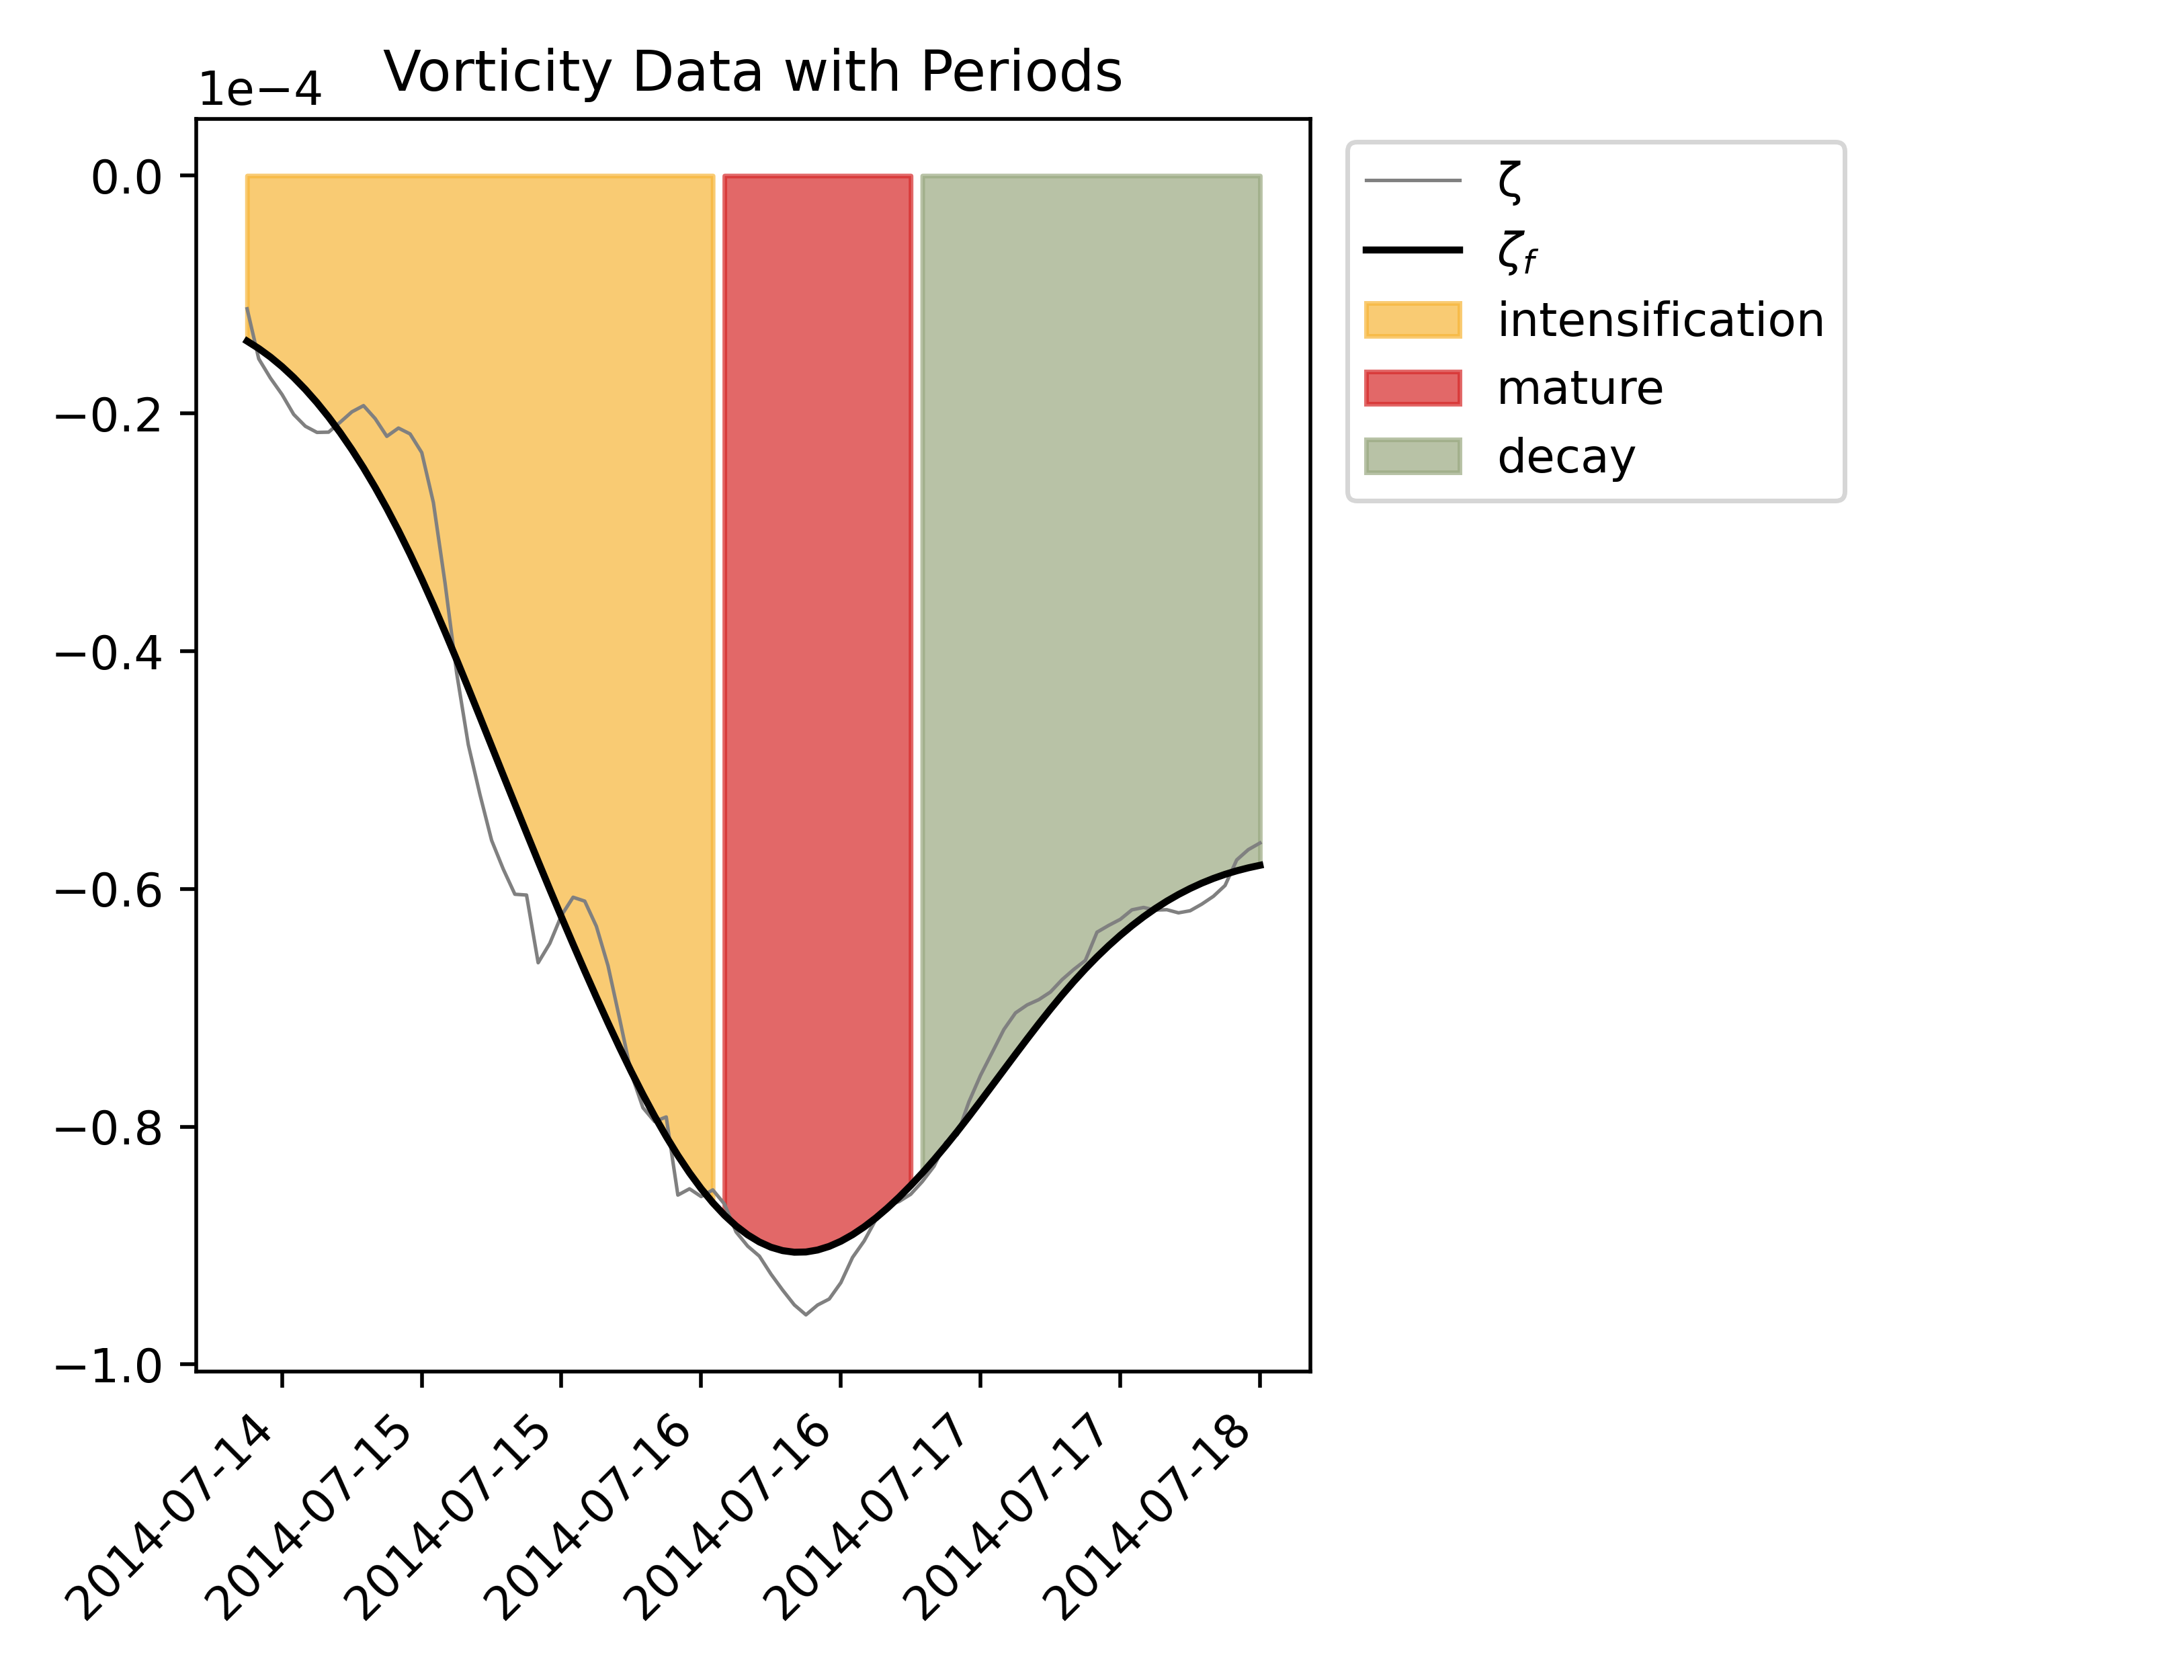 Vorticity Data with Periods
1e−4
0.0
−0.2
−0.4
−0.6
−0.8
−1.0
2014-07-14
2014-07-15
2014-07-15
2014-07-16
2014-07-16
2014-07-17
2014-07-17
2014-07-18
ζ
ζf
intensification
mature
decay